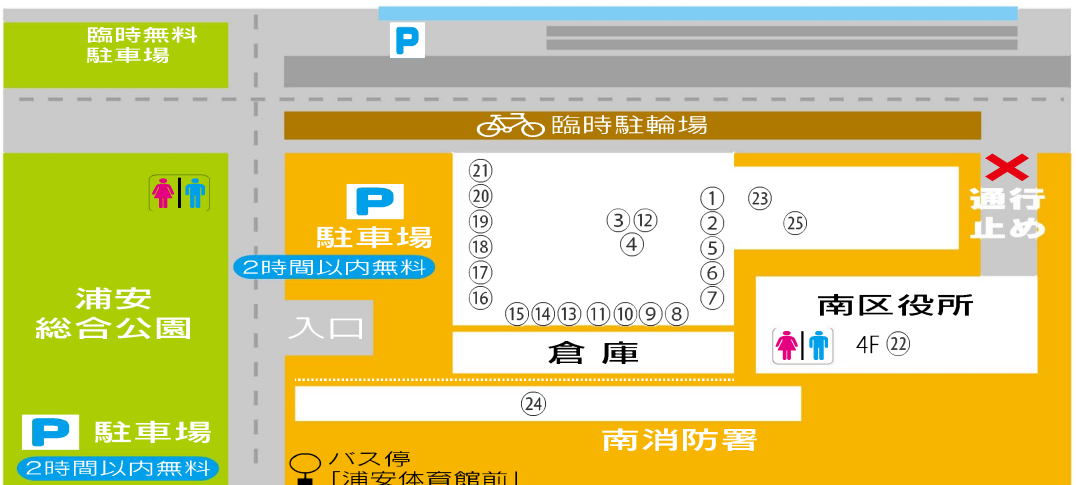 臨時無料
駐車場
P
臨時駐輪場
P
駐車場
2時間以内無料
通行
止め
㉑
⑳
⑲
⑱
⑰
⑯
③⑫
④
①
②
⑤
⑥
⑦
㉓
㉕
⑮⑭⑬⑪⑩⑨⑧
浦安
総合公園
入口
倉庫
南区役所
4F㉒
㉔
南消防署
P 駐車場
2時間以内無料
バス停
「浦安体育館前」